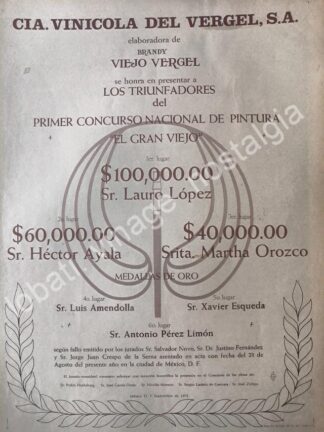 CIA. VINICOLA DEL VERGEL, S.A.
elaboradora de
BRANDY
VIEJO VERGEL
se honra en presentar a
LOS TRIUNFADORES
del
PRIMER CONCURSO NACIONAL DE PINTURA
"EL GRAN VIEJO"
1er. lugar
$100,000.00
Sr. Lauro López
2o. lugar
$60,000.00
Sr. Héctor Ayala
3er. lugar
$40,000.00
Srita. Martha Orozco
MEDALLAS DE ORO
4o. lugar
Sr. Luis Amendolla
5o. lugar
Sr. Xavier Esqueda
6o. lugar
Sr. Antonio Pérez Limón
según fallo emitido por los jurados Sr. Salvador Novo, Sr. Dr. Justino Fernández
y Sr. Jorge Juan Crespo de la Serna asentado en acta con fecha del 31 de
Agosto del presente año en la ciudad de México, D. F.